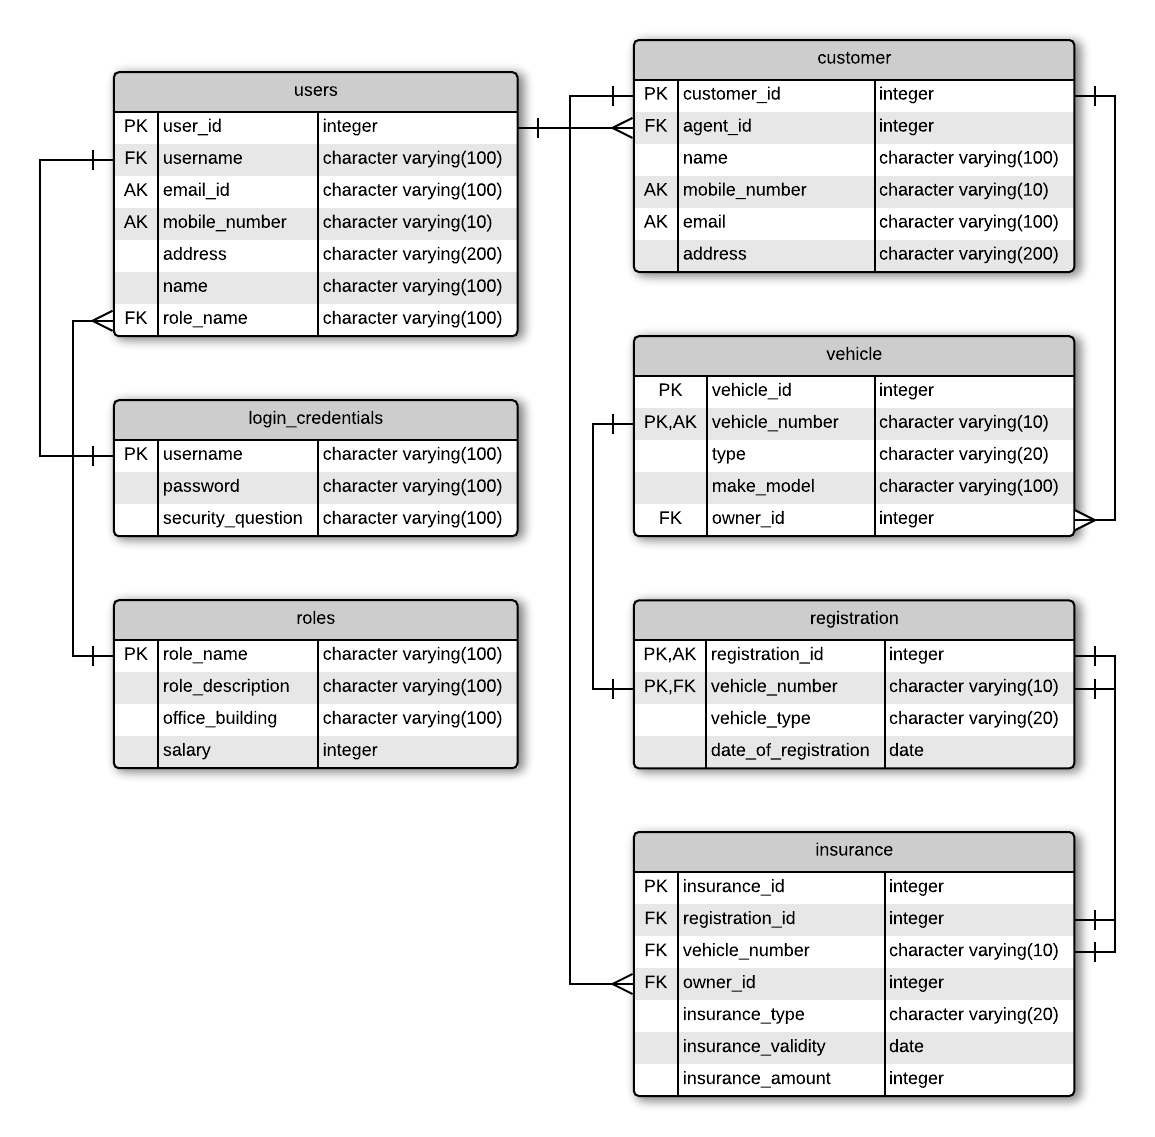 users
PK user_id integer
FK username character varying(100)
AK email_id character varying(100)
AK mobile_number character varying(10)
address character varying(200)
name character varying(100)
FK role_name character varying(100)
login_credentials
PK username character varying(100)
password character varying(100)
security_question character varying(100)
roles
PK role_name character varying(100)
role_description character varying(100)
office_building character varying(100)
salary integer
customer
PK customer_id integer
FK agent_id integer
name character varying(100)
AK mobile_number character varying(10)
AK email character varying(100)
address character varying(200)
vehicle
PK vehicle_id integer
PK,AK vehicle_number character varying(10)
type character varying(20)
make_model character varying(100)
FK owner_id integer
registration
PK,AK registration_id integer
PK,FK vehicle_number character varying(10)
vehicle_type character varying(20)
date_of_registration date
insurance
PK insurance_id integer
FK registration_id integer
FK vehicle_number character varying(10)
FK owner_id integer
insurance_type character varying(20)
insurance_validity date
insurance_amount integer